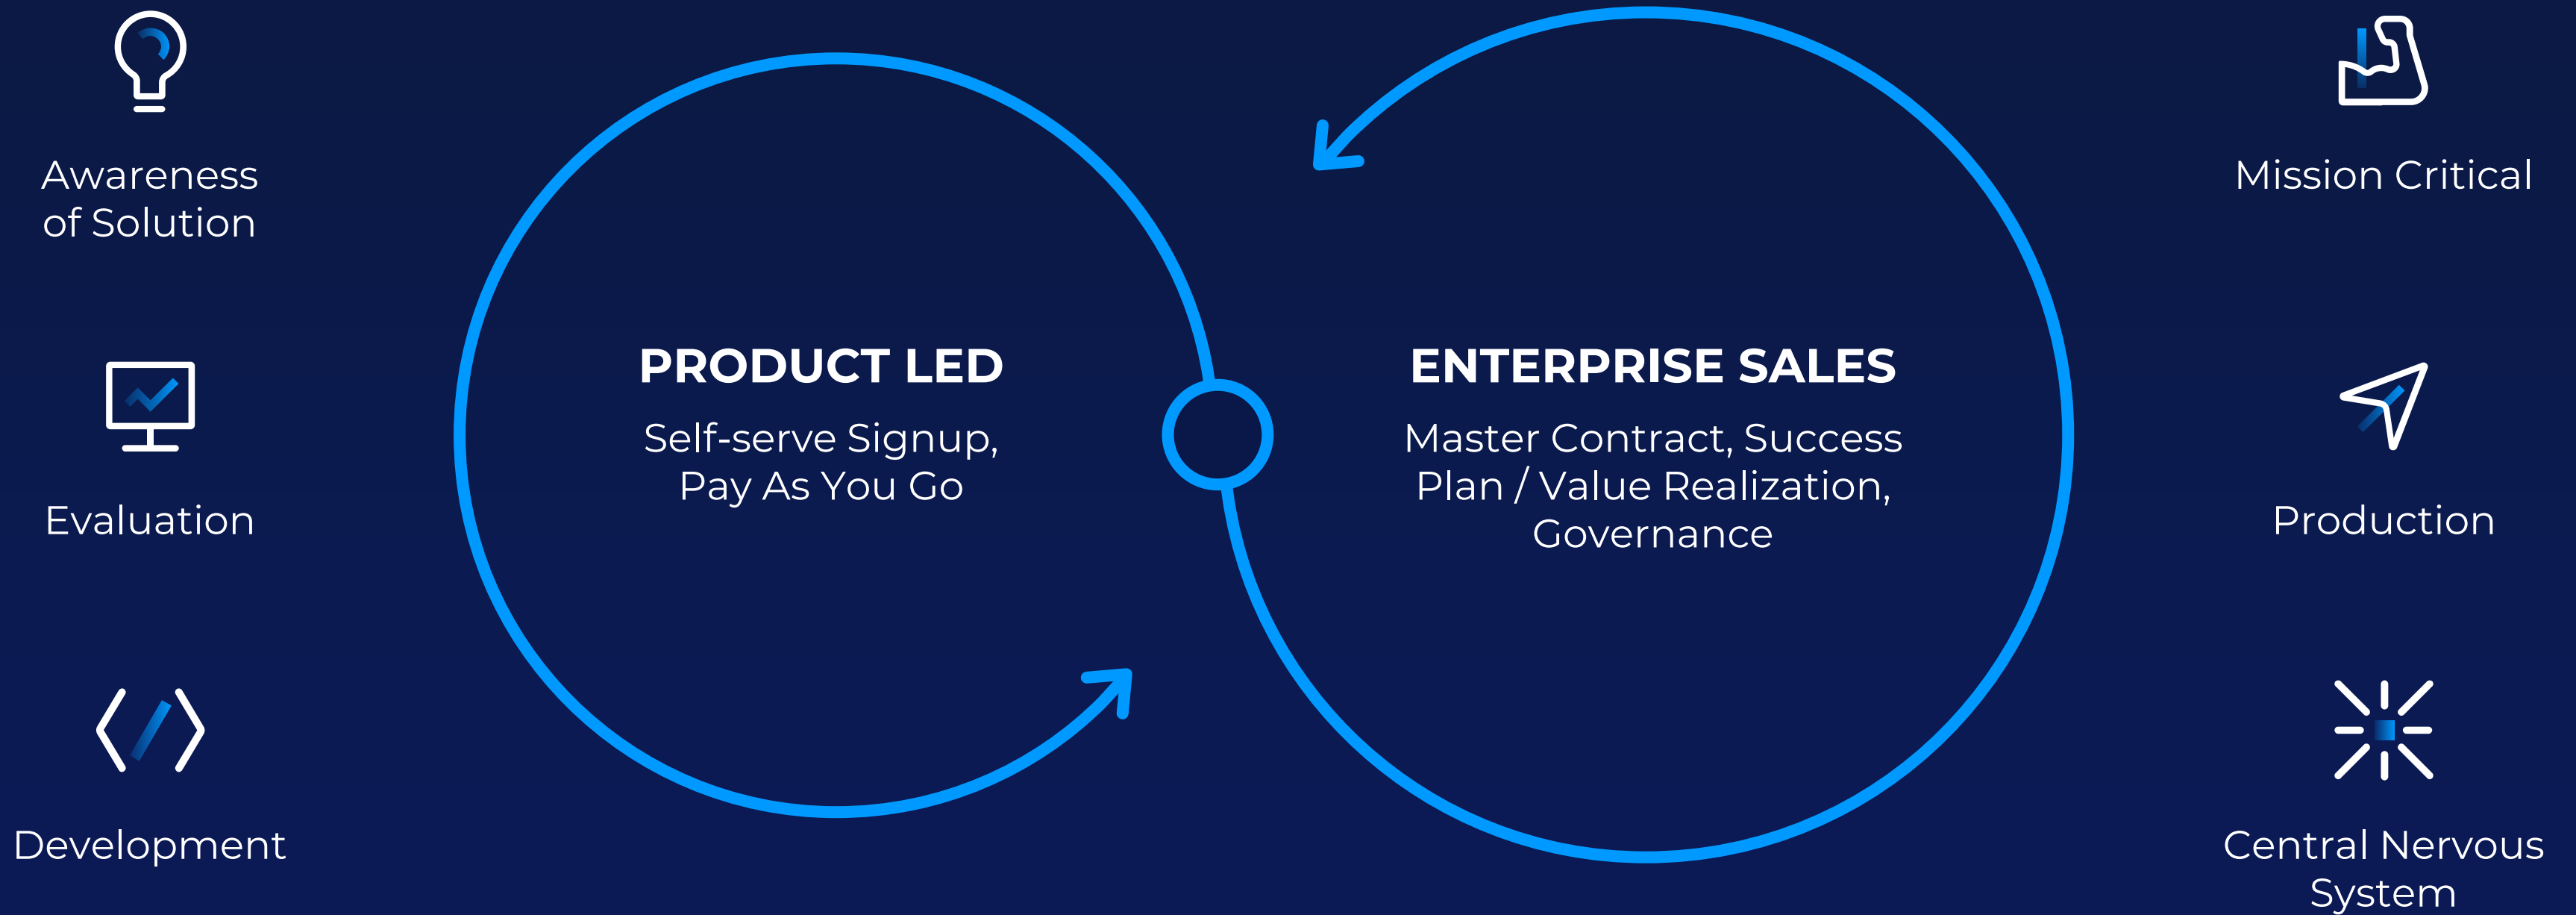 Awareness
of Solution
Evaluation
Development
PRODUCT LED
Self-serve Signup,
Pay As You Go
ENTERPRISE SALES
Master Contract, Success
Plan / Value Realization,
Governance
Mission Critical
Production
Central Nervous
System